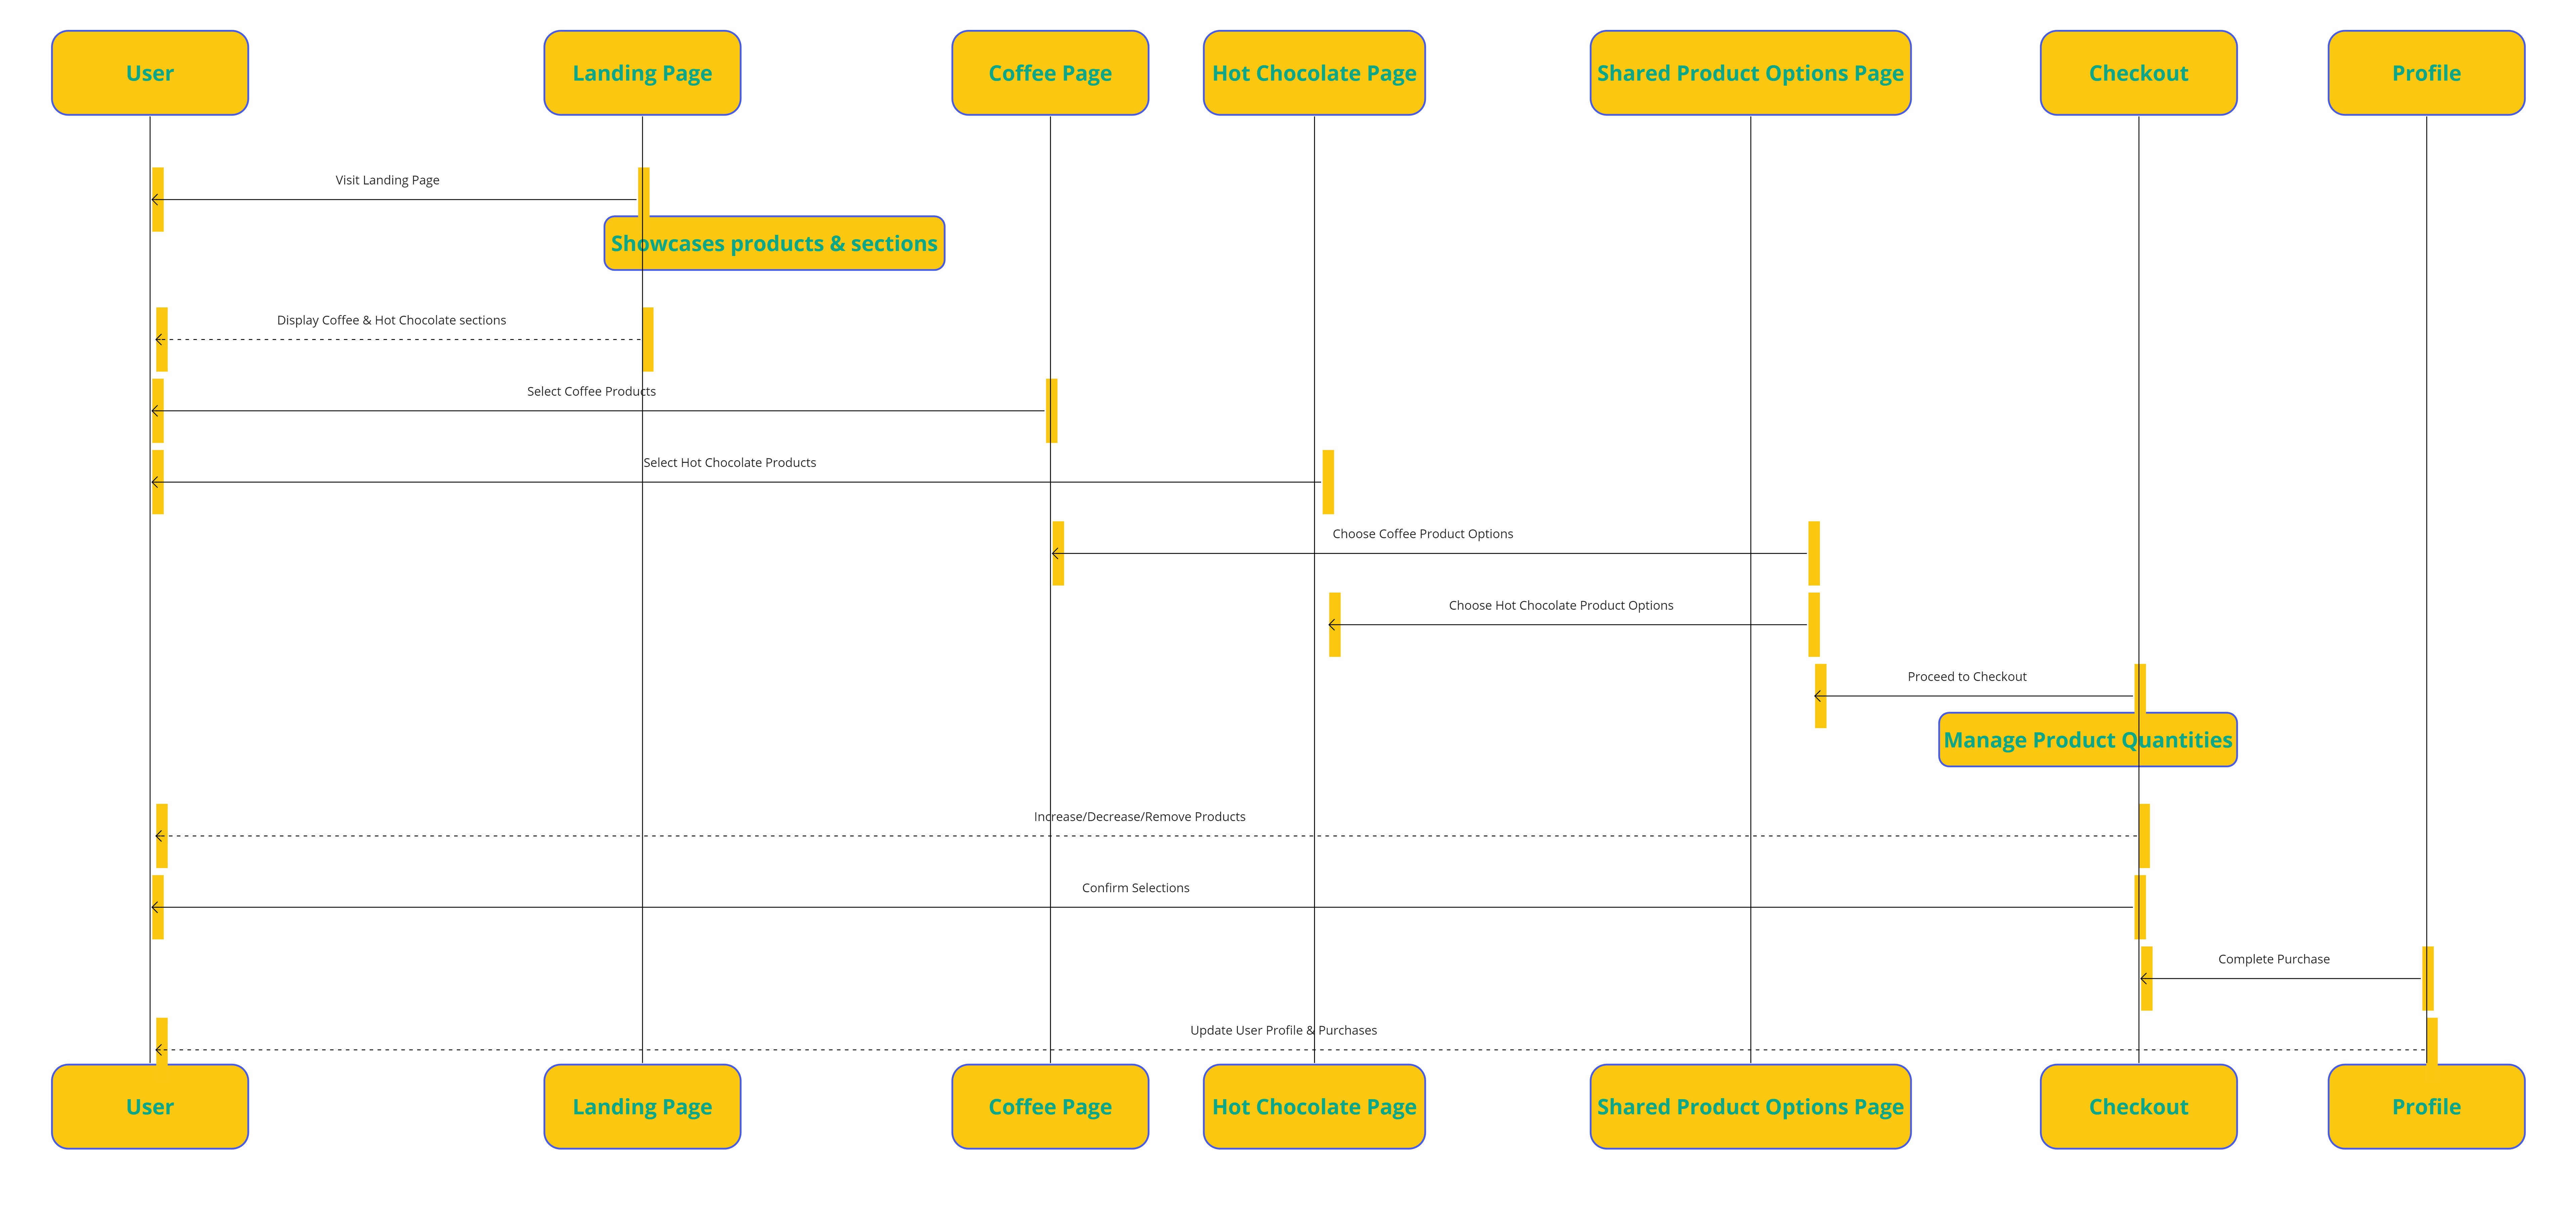 User
Landing Page
Coffee Page
Hot Chocolate Page
Shared Product Options Page
Checkout
Profile
Visit Landing Page
Showcases products & sections
Display Coffee & Hot Chocolate sections
Select Coffee Products
Select Hot Chocolate Products
Choose Coffee Product Options
Choose Hot Chocolate Product Options
Proceed to Checkout
Manage Product Quantities
Increase/Decrease/Remove Products
Confirm Selections
Complete Purchase
Update User Profile & Purchases
User
Landing Page
Coffee Page
Hot Chocolate Page
Shared Product Options Page
Checkout
Profile